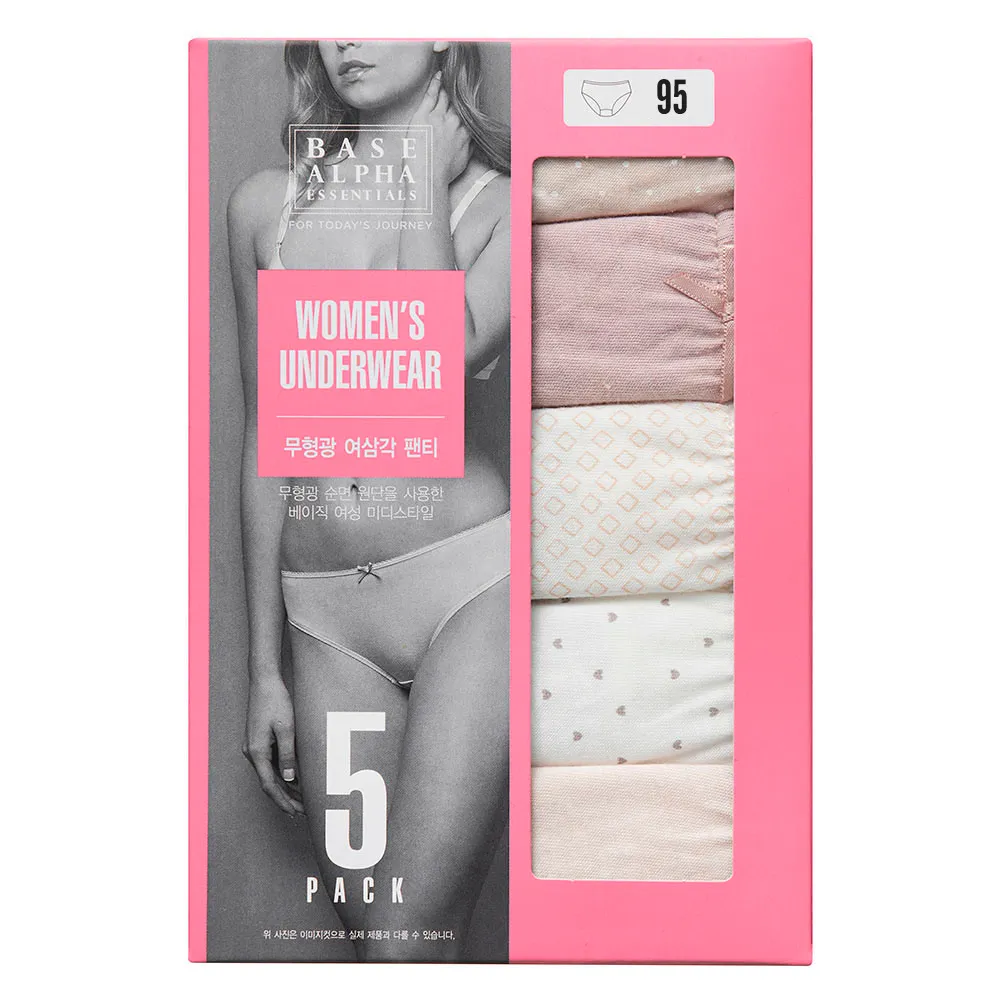 BASE
ALPHA
ESSENTIALS
FOR TODAY'S JOURNEY
WOMEN'S
UNDERWEAR
무형광 여삼각 팬티
무형광 순면 원단을 사용한
베이직 여성 미디스타일
5
PACK
위 사진은 이미지컷으로 실제 제품과 다를 수 있습니다.
95